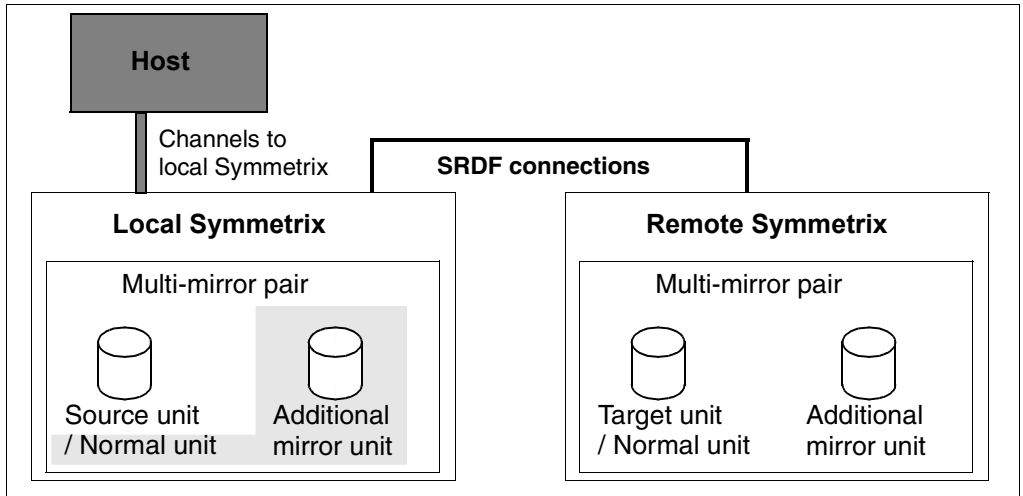 Host
Channels to
local Symmetrix
SRDF connections
Local Symmetrix
Multi-mirror pair
Source unit
/ Normal unit
Additional
mirror unit
Remote Symmetrix
Multi-mirror pair
Target unit
/ Normal unit
Additional
mirror unit